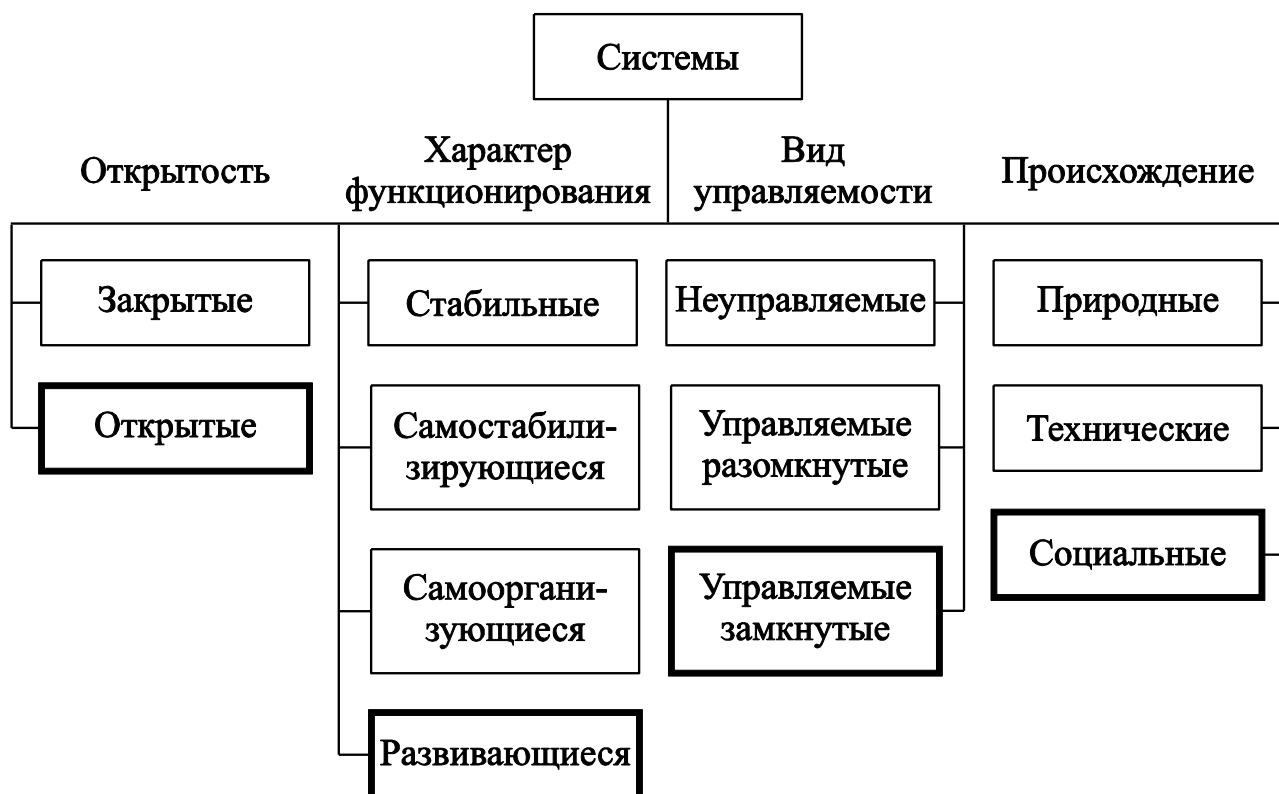 Системы
Открытость
Характер
функционирования
Вид
управляемости
Происхождение
Закрытые
Стабильные
Неуправляемые
Природные
Открытые
Самостабили-
зирующиеся
Управляемые
разомкнутые
Технические
Самооргани-
зующиеся
Управляемые
замкнутые
Социальные
Развивающиеся